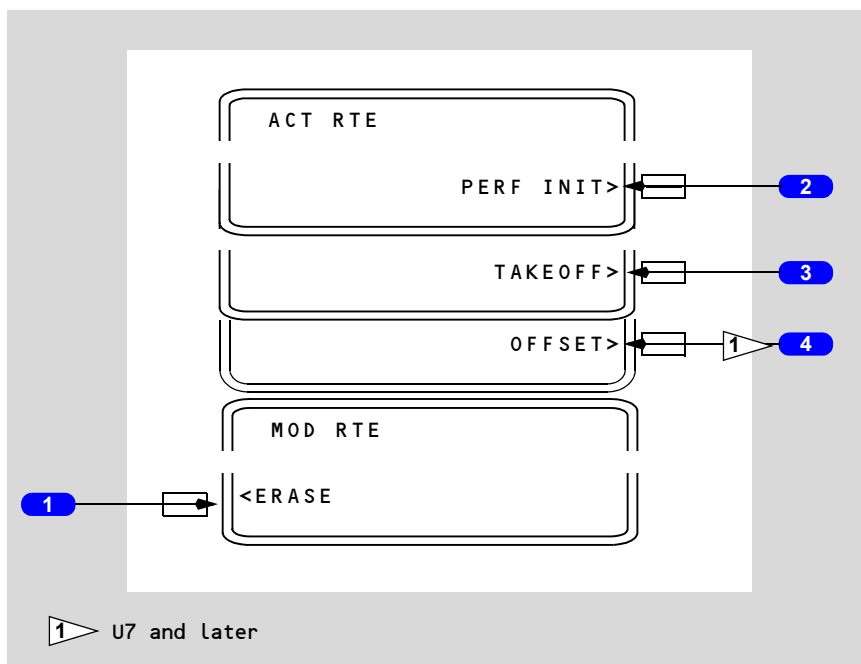 ACT RTE
PERF INIT> 2
TAKEOFF> 3
OFFSET> 1 4
MOD RTE
1 <ERASE
1 U7 and later